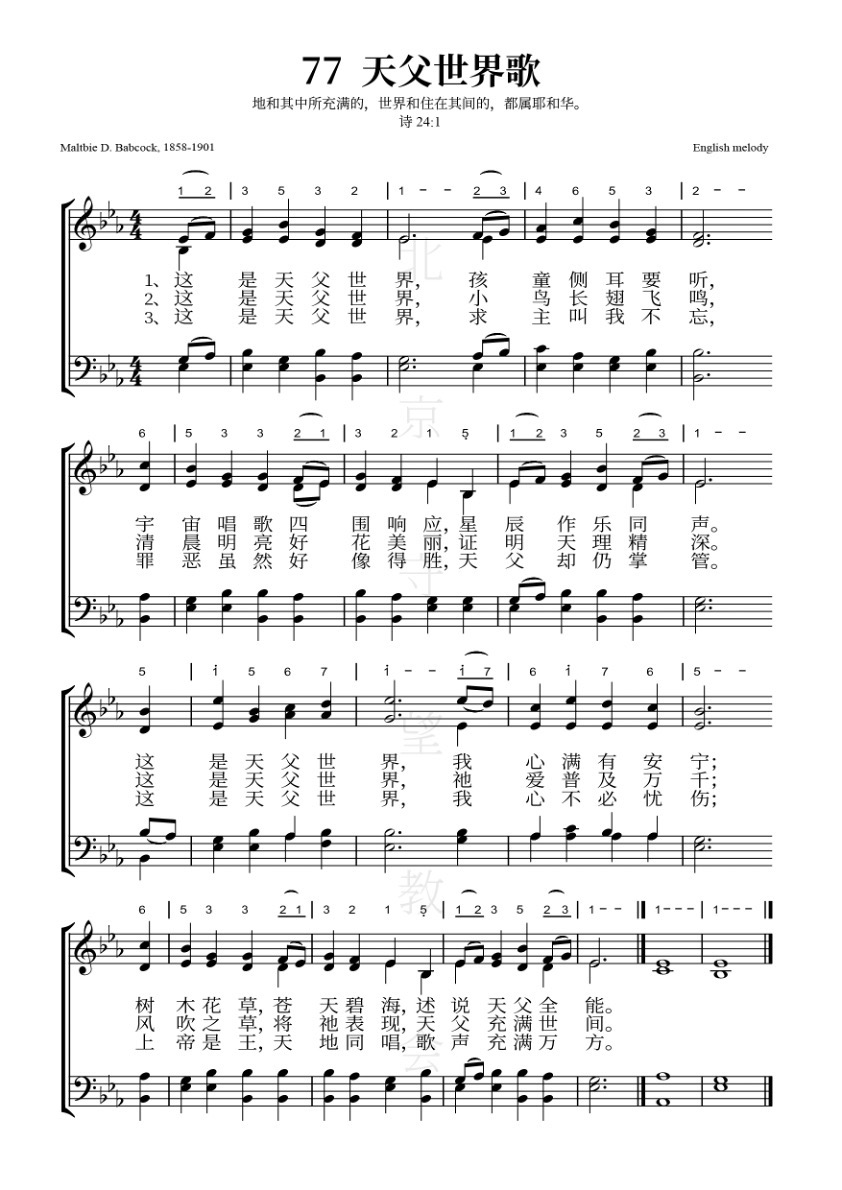 77 天父世界歌
地和其中所充满的，世界和住在其间的，都属耶和华。
诗 24:1
Maltbie D. Babcock, 1858-1901 English melody
1 2 | 3 5 3 2 | 1 - - 2 3 | 4 6 5 3 | 2 - -
1、这 是 天 父 世 界， 孩 童 侧 耳 要 听，
2、这 是 天 父 世 界， 小 鸟 长 翅 飞 鸣，
3、这 是 天 父 世 界， 求 主 叫 我 不 忘，
6 | 5 3 3 2 1 | 3 2 1 5̣ | 1 2 3 5 2 3 | 1 - -
宇 宙 唱 歌 四 围 响 应，星 辰 作 乐 同 声。
清 晨 明 亮 好 花 美 丽，证 明 天 理 精 深。
罪 恶 虽 然 好 像 得 胜，天 父 却 仍 掌 管。
5 | 1̇ 5 6 7 | 1̇ - - 1̇ 7 | 6 1̇ 7 6 | 5 - -
这 是 天 父 世 界， 我 心 满 有 安 宁；
这 是 天 父 世 界， 祂 爱 普 及 万 千；
这 是 天 父 世 界， 我 心 不 必 忧 伤；
6 | 5 3 3 2 1 | 3 2 1 5̣ | 1 2 3 5 2 3 | 1 - - || 1 - - - | 1 - - - ||
树 木 花 草，苍 天 碧 海，述 说 天 父 全 能。
风 吹 之 草，将 祂 表 现，天 父 充 满 世 间。
上 帝 是 王，天 地 同 唱，歌 声 充 满 万 方。
北京守望教会